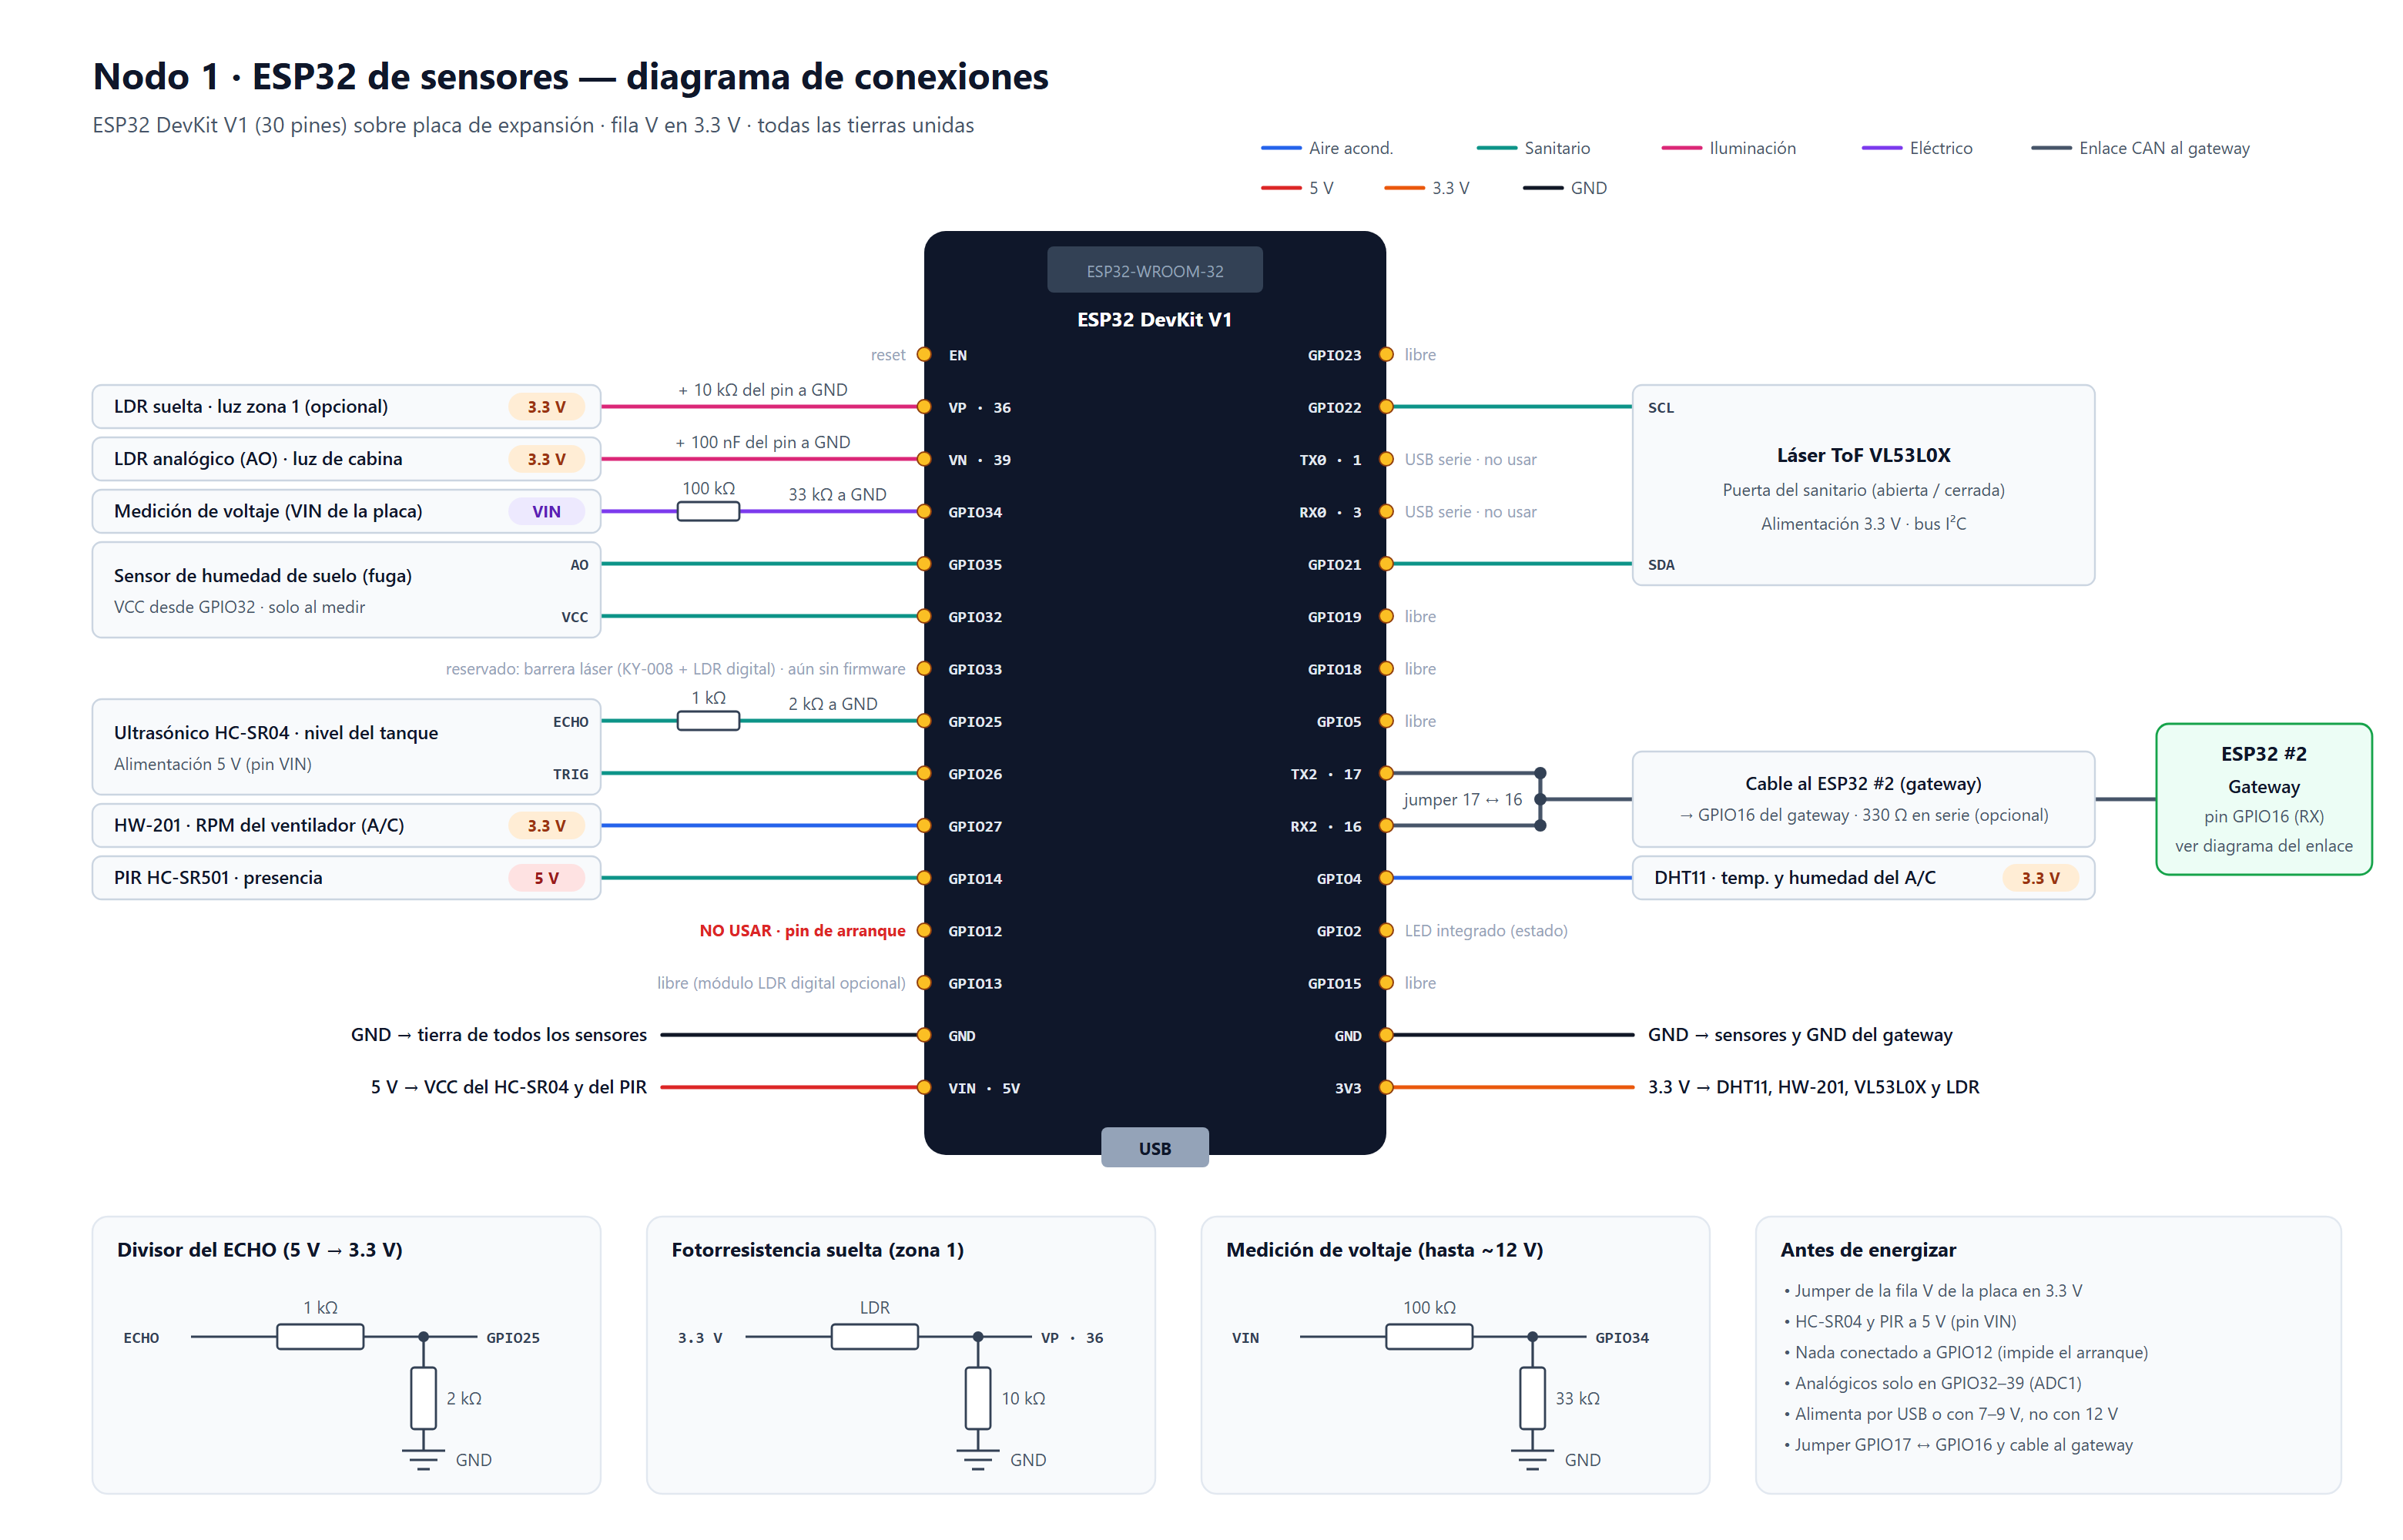 Nodo 1 · ESP32 de sensores — diagrama de conexiones
ESP32 DevKit V1 (30 pines) sobre placa de expansión · fila V en 3.3 V · todas las tierras unidas
Aire acond.
Sanitario
Iluminación
Eléctrico
Enlace CAN al gateway
5 V
3.3 V
GND
ESP32-WROOM-32
ESP32 DevKit V1
reset
EN
LDR suelta · luz zona 1 (opcional)
3.3 V
+ 10 kΩ del pin a GND
VP · 36
LDR analógico (AO) · luz de cabina
3.3 V
+ 100 nF del pin a GND
VN · 39
Medición de voltaje (VIN de la placa)
VIN
100 kΩ
33 kΩ a GND
GPIO34
Sensor de humedad de suelo (fuga)
VCC desde GPIO32 · solo al medir
AO
VCC
GPIO35
GPIO32
reservado: barrera láser (KY-008 + LDR digital) · aún sin firmware
GPIO33
Ultrasónico HC-SR04 · nivel del tanque
Alimentación 5 V (pin VIN)
ECHO
TRIG
1 kΩ
2 kΩ a GND
GPIO25
GPIO26
HW-201 · RPM del ventilador (A/C)
3.3 V
GPIO27
PIR HC-SR501 · presencia
5 V
GPIO14
NO USAR · pin de arranque
GPIO12
libre (módulo LDR digital opcional)
GPIO13
GND → tierra de todos los sensores
GND
5 V → VCC del HC-SR04 y del PIR
VIN · 5V
GPIO23
libre
GPIO22
SCL
TX0 · 1
USB serie · no usar
RX0 · 3
USB serie · no usar
GPIO21
SDA
Láser ToF VL53L0X
Puerta del sanitario (abierta / cerrada)
Alimentación 3.3 V · bus I²C
GPIO19
libre
GPIO18
libre
GPIO5
libre
TX2 · 17
jumper 17 ↔ 16
RX2 · 16
Cable al ESP32 #2 (gateway)
→ GPIO16 del gateway · 330 Ω en serie (opcional)
ESP32 #2
Gateway
pin GPIO16 (RX)
ver diagrama del enlace
GPIO4
DHT11 · temp. y humedad del A/C
3.3 V
GPIO2
LED integrado (estado)
GPIO15
libre
GND
GND → sensores y GND del gateway
3V3
3.3 V → DHT11, HW-201, VL53L0X y LDR
USB
Divisor del ECHO (5 V → 3.3 V)
1 kΩ
ECHO
GPIO25
2 kΩ
GND
Fotorresistencia suelta (zona 1)
LDR
3.3 V
VP · 36
10 kΩ
GND
Medición de voltaje (hasta ~12 V)
100 kΩ
VIN
GPIO34
33 kΩ
GND
Antes de energizar
• Jumper de la fila V de la placa en 3.3 V
• HC-SR04 y PIR a 5 V (pin VIN)
• Nada conectado a GPIO12 (impide el arranque)
• Analógicos solo en GPIO32–39 (ADC1)
• Alimenta por USB o con 7–9 V, no con 12 V
• Jumper GPIO17 ↔ GPIO16 y cable al gateway